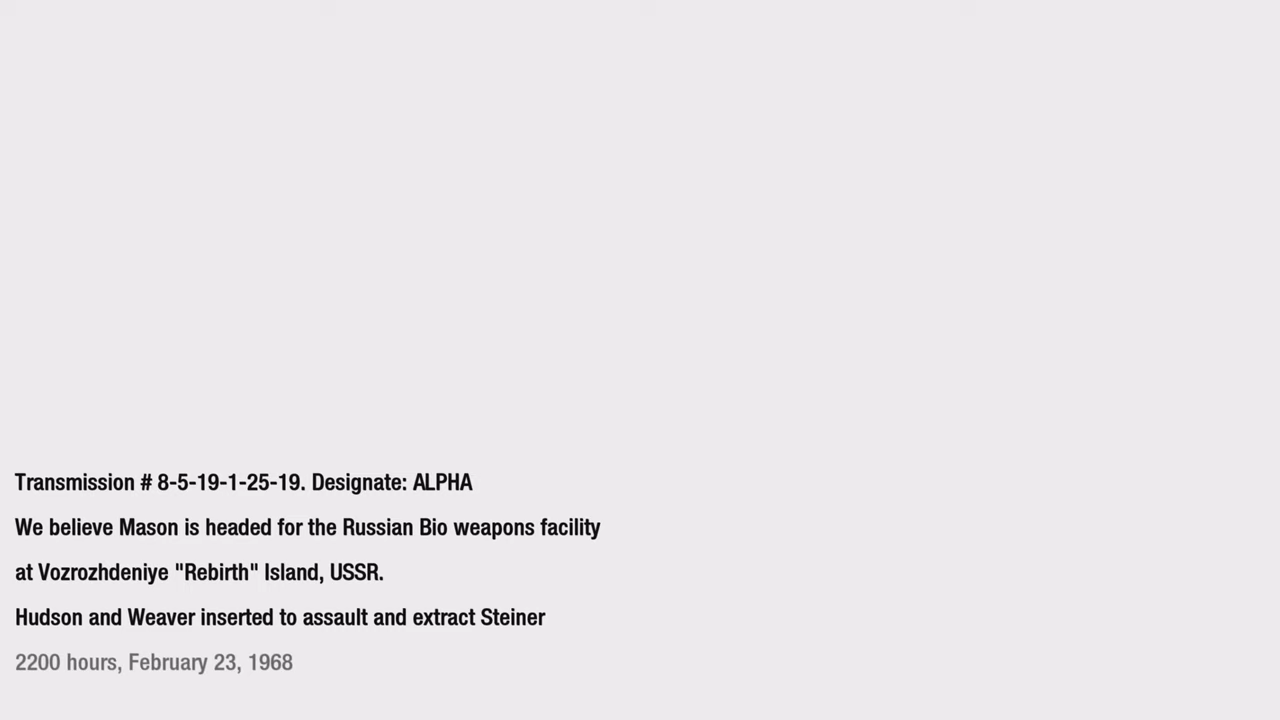 Transmission # 8-5-19-1-25-19. Designate: ALPHA
We believe Mason is headed for the Russian Bio weapons facility
at Vozrozhdeniye "Rebirth" Island, USSR.
Hudson and Weaver inserted to assault and extract Steiner
2200 hours, February 23, 1968